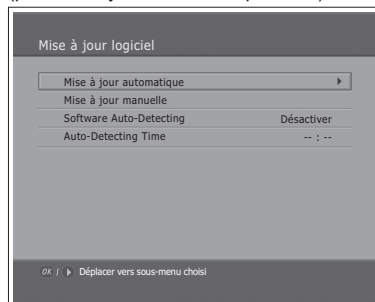 Mise à jour logiciel
Mise à jour automatique
Mise à jour manuelle
Software Auto-Detecting Désactiver
Auto-Detecting Time -- : --
OK / Déplacer vers sous-menu choisi